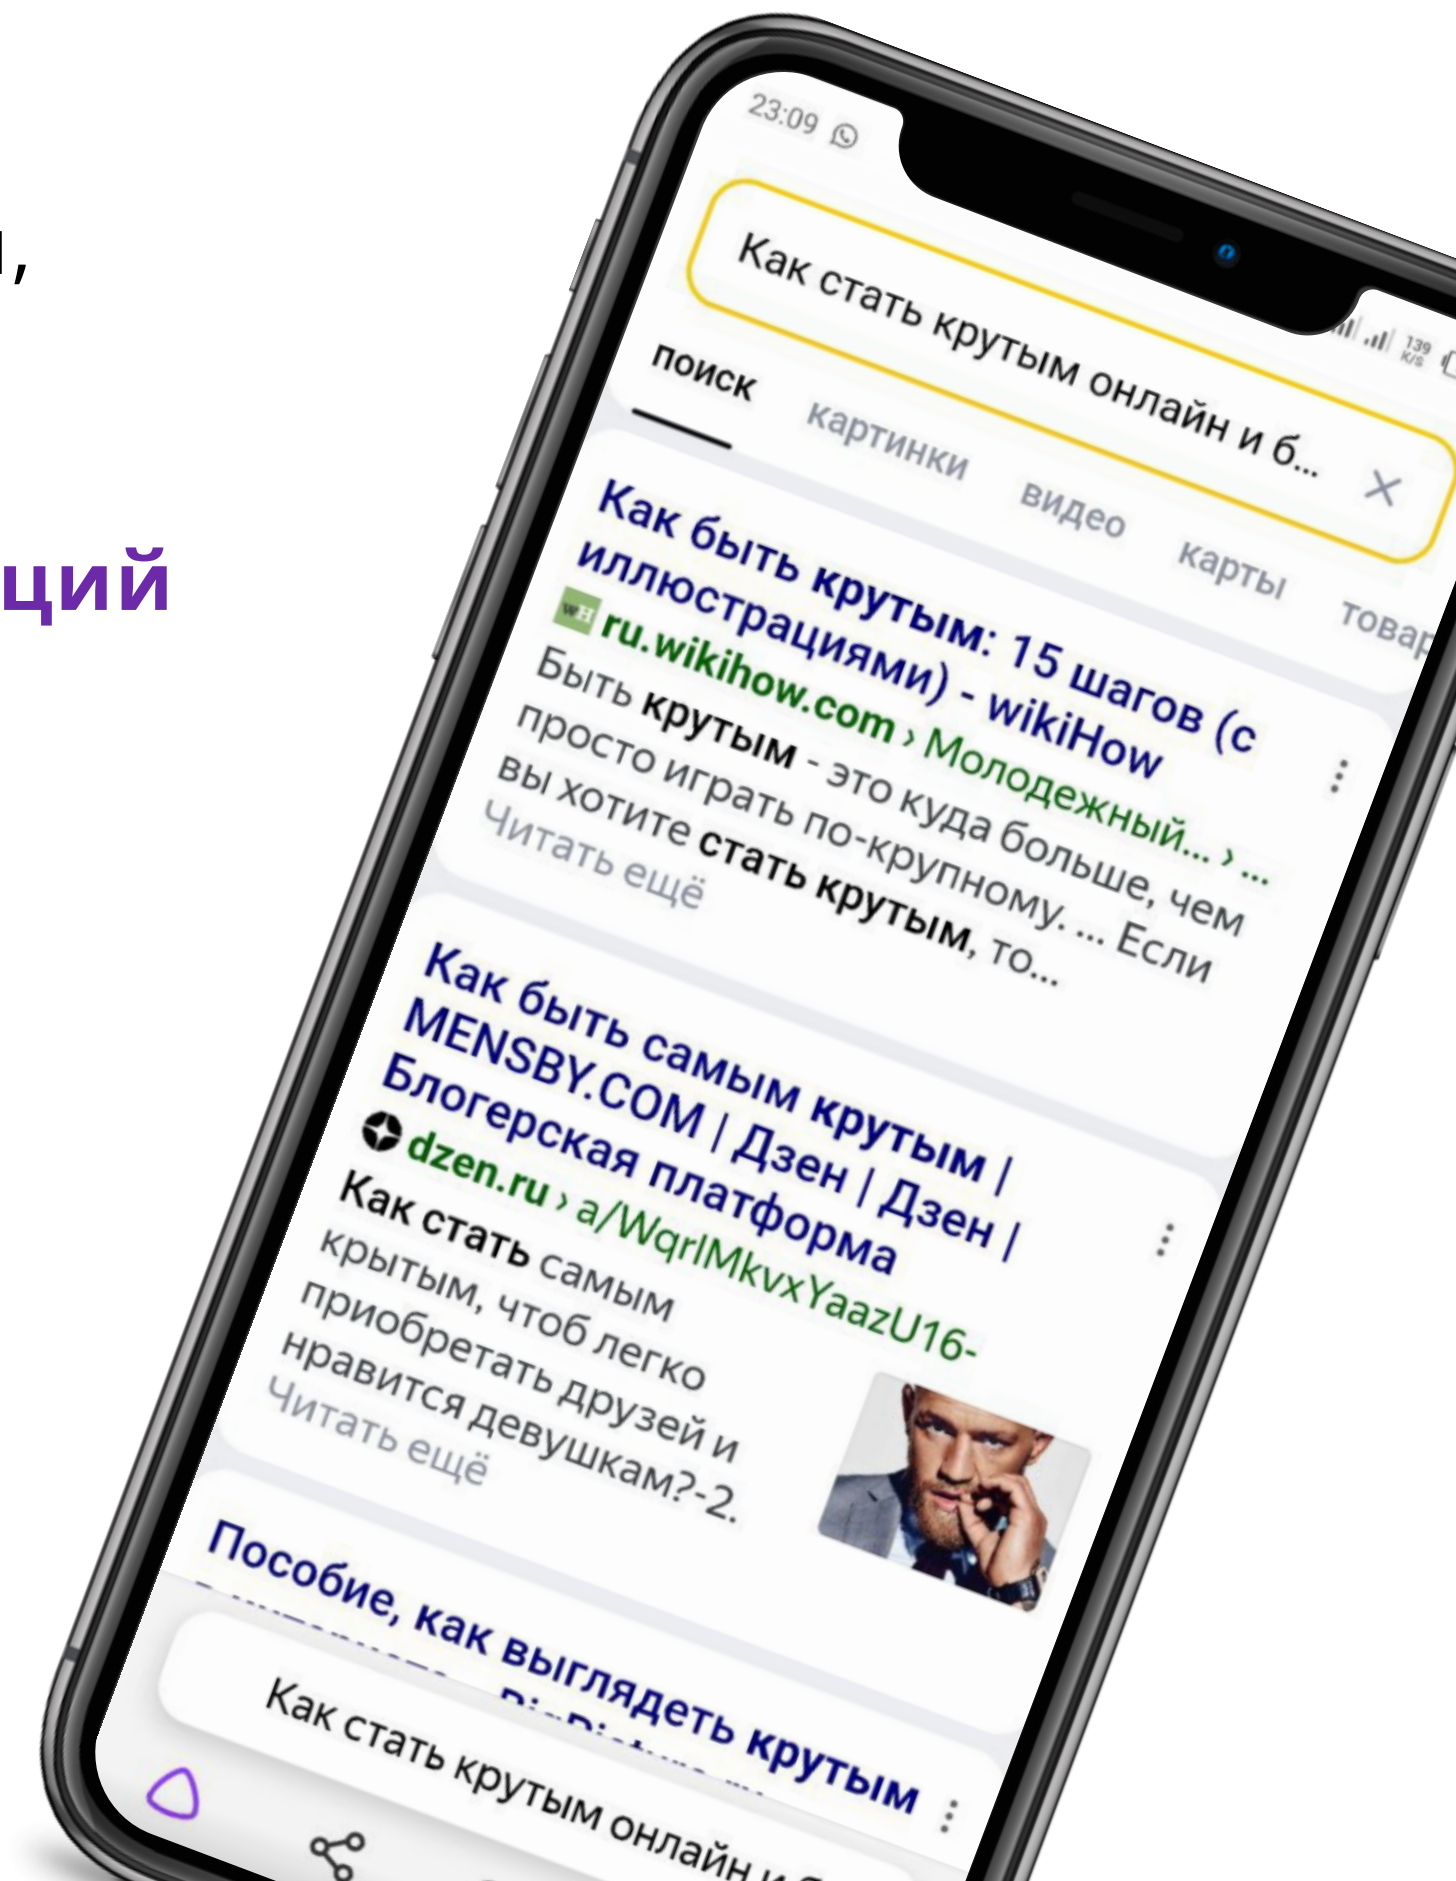 23:09
139
K/S
Как стать крутым онлайн и б...
поиск картинки видео карты товар
Как быть крутым: 15 шагов (с
иллюстрациями) - wikiHow
wH ru.wikihow.com › Молодежный... › ...
Быть крутым - это куда больше, чем
просто играть по-крупному. ... Если
вы хотите стать крутым, то...
Читать ещё
Как быть самым крутым |
MENSBY.COM | Дзен | Дзен |
Блогерская платформа
dzen.ru › a/WqrlMkvxYaazU16-
Как стать самым
крытым, чтоб легко
приобретать друзей и
нравится девушкам?-2.
Читать ещё
Пособие, как выглядеть крутым
Как стать крутым онлайн и б
,
ций